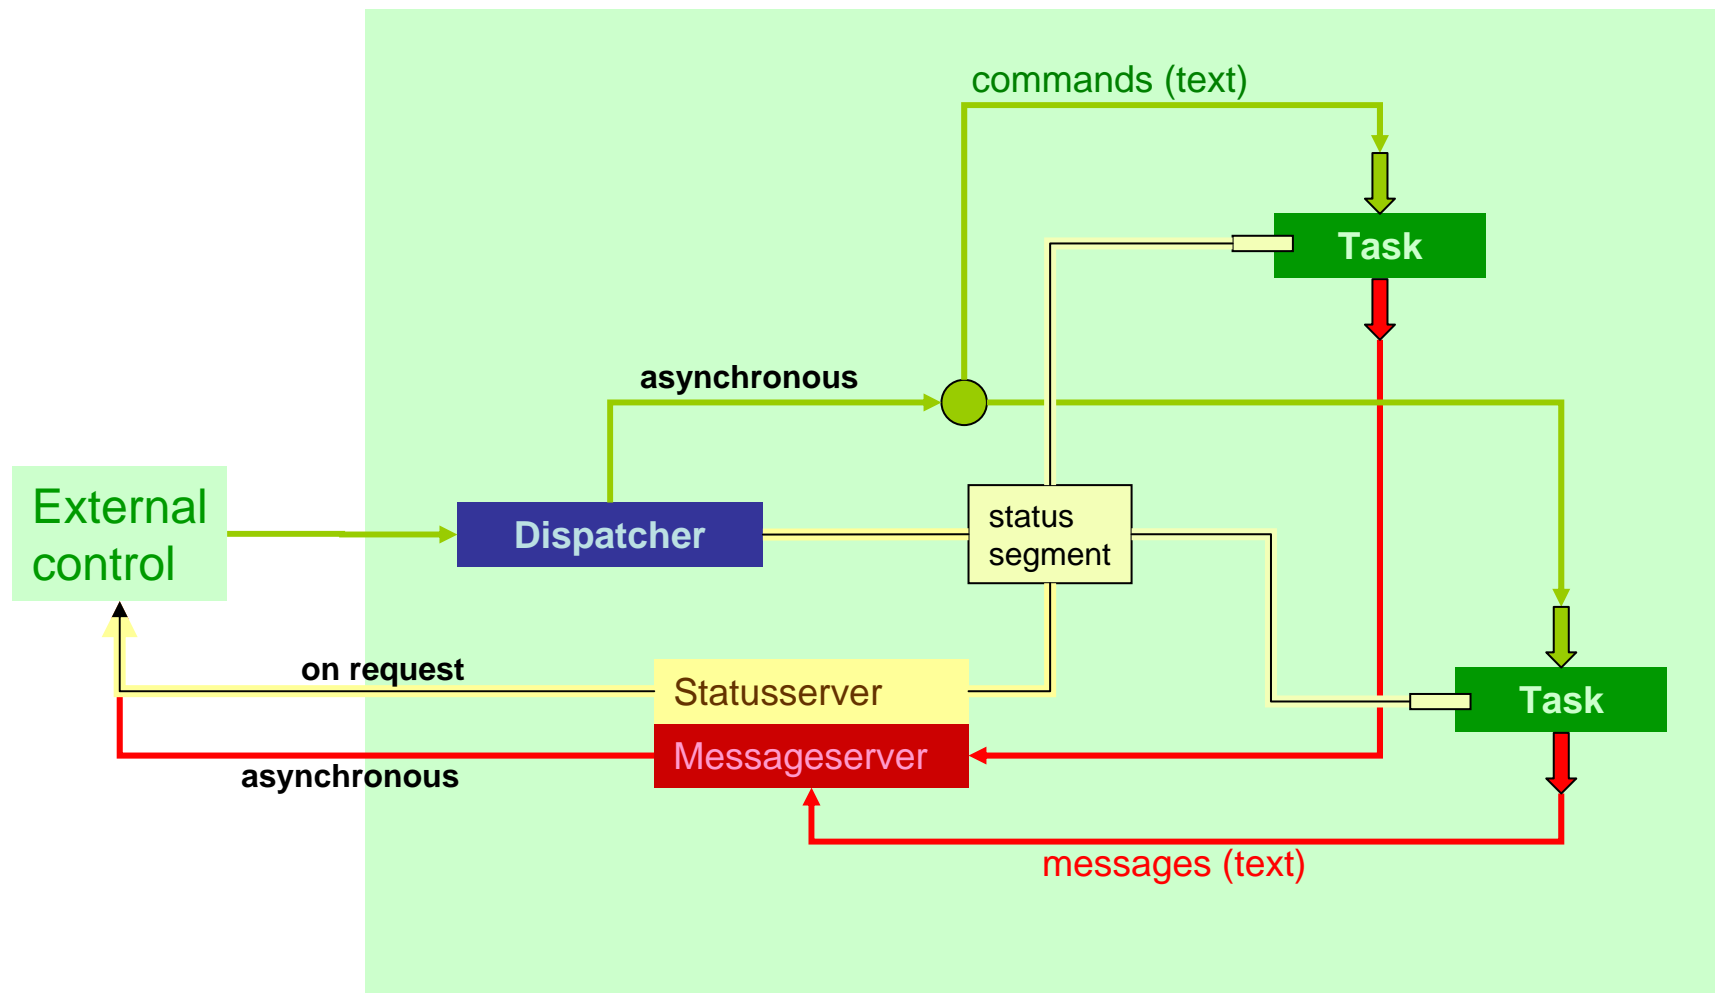 commands (text)
Task
asynchronous
External
control
Dispatcher
status
segment
on request
Statusserver
Task
Messageserver
asynchronous
messages (text)